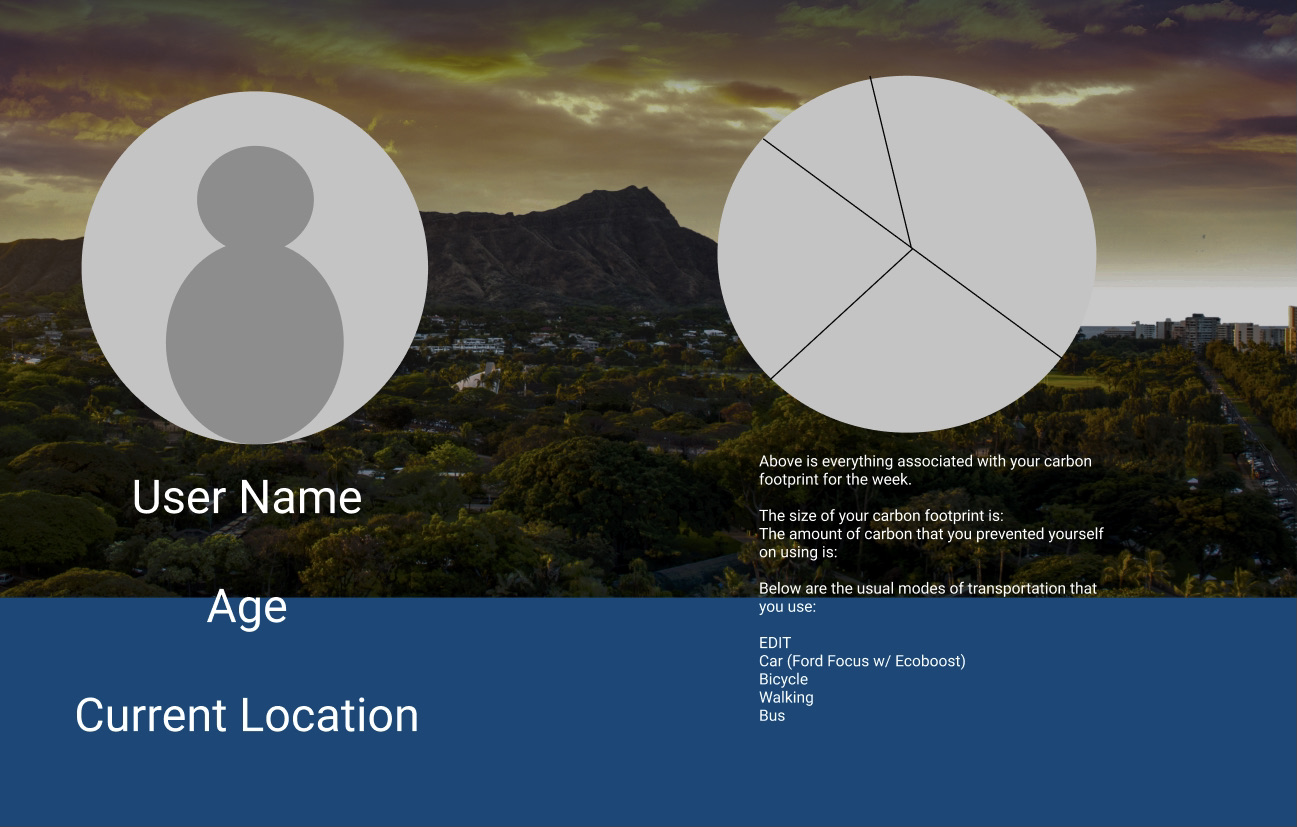 User Name
Age
Current Location
Above is everything associated with your carbon
footprint for the week.
The size of your carbon footprint is:
The amount of carbon that you prevented yourself
on using is:
Below are the usual modes of transportation that
you use:
EDIT
Car (Ford Focus w/ Ecoboost)
Bicycle
Walking
Bus